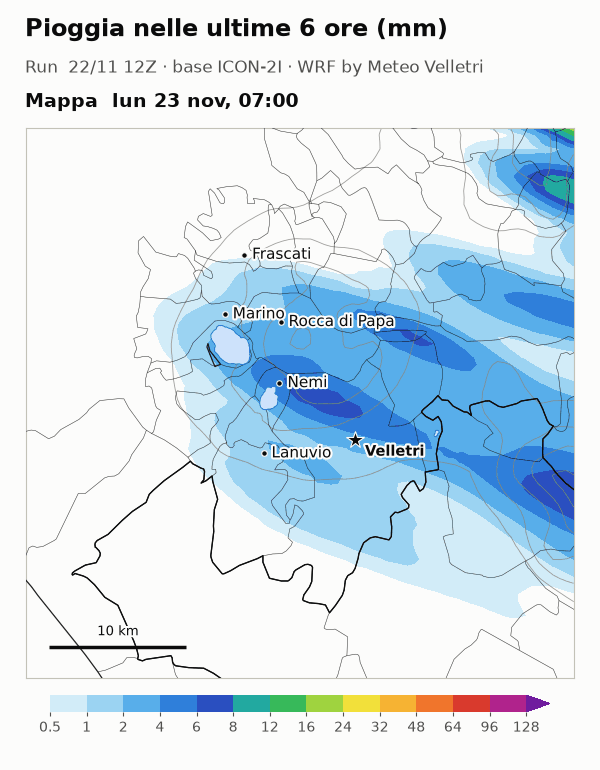 Pioggia nelle ultime 6 ore (mm)
Run 22/11 12Z · base ICON-2I · WRF by Meteo Velletri
Mappa lun 23 nov, 07:00
Frascati
Marino
Rocca di Papa
Nemi
Velletri
Lanuvio
10 km
0.5 1 2 4 6 8 12 16 24 32 48 64 96 128